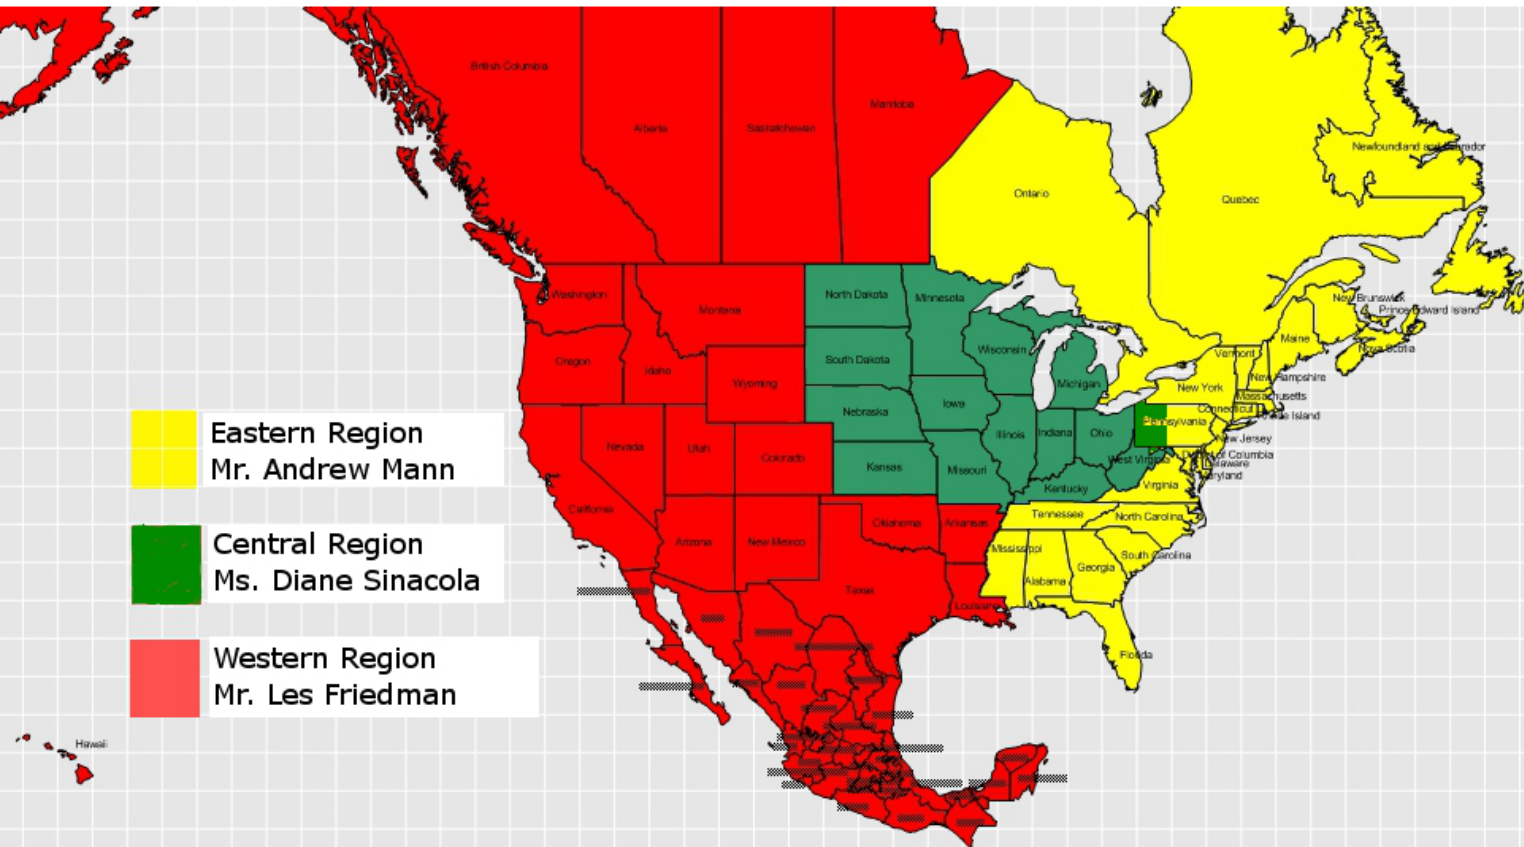 British Columbia
Alberta
Saskatchewan
Manitoba
Ontario
Quebec
Newfoundland and Labrador
New Brunswick
Prince Edward Island
Nova Scotia
Washington
Montana
North Dakota
Minnesota
Maine
Vermont
Oregon
Idaho
Wyoming
South Dakota
Wisconsin
Michigan
New York
New Hampshire
Massachusetts
Connecticut
Rhode Island
Nebraska
Iowa
Illinois
Indiana
Ohio
Pennsylvania
New Jersey
Nevada
Utah
Colorado
Kansas
Missouri
West Virginia
District of Columbia
Delaware
Maryland
Kentucky
Virginia
California
Arizona
New Mexico
Oklahoma
Arkansas
Tennessee
North Carolina
Mississippi
Alabama
Georgia
South Carolina
Texas
Louisiana
Florida
Hawaii
Eastern Region
Mr. Andrew Mann
Central Region
Ms. Diane Sinacola
Western Region
Mr. Les Friedman